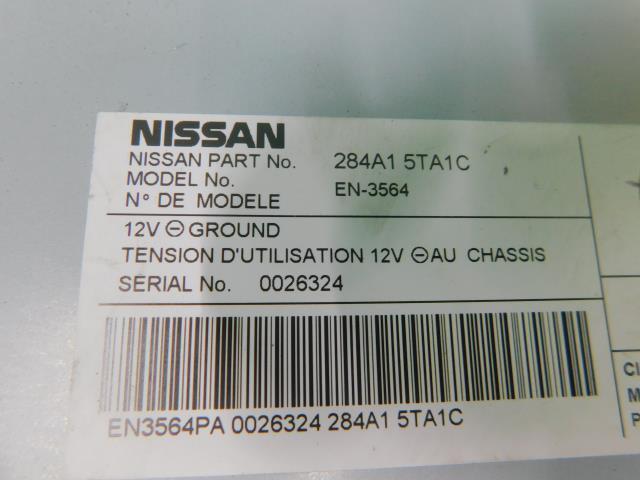 NISSAN
NISSAN PART No. 284A1 5TA1C
MODEL No.
N° DE MODELE EN-3564
12V ⊖ GROUND
TENSION D'UTILISATION 12V ⊖ AU CHASSIS
SERIAL No. 0026324
EN3564PA 0026324 284A1 5TA1C